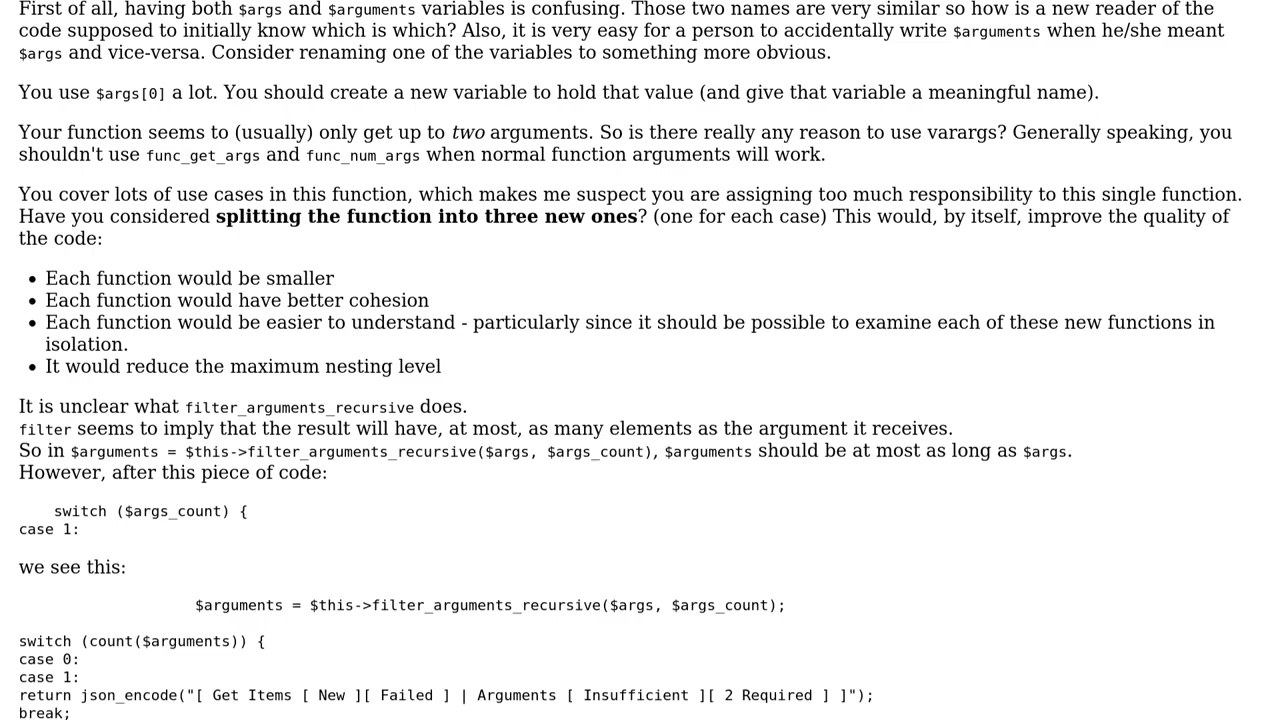 First of all, having both $args and $arguments variables is confusing. Those two names are very similar so how is a new reader of the
code supposed to initially know which is which? Also, it is very easy for a person to accidentally write $arguments when he/she meant
$args and vice-versa. Consider renaming one of the variables to something more obvious.
You use $args[0] a lot. You should create a new variable to hold that value (and give that variable a meaningful name).
Your function seems to (usually) only get up to two arguments. So is there really any reason to use varargs? Generally speaking, you
shouldn't use func_get_args and func_num_args when normal function arguments will work.
You cover lots of use cases in this function, which makes me suspect you are assigning too much responsibility to this single function.
Have you considered splitting the function into three new ones? (one for each case) This would, by itself, improve the quality of
the code:
• Each function would be smaller
• Each function would have better cohesion
• Each function would be easier to understand - particularly since it should be possible to examine each of these new functions in
isolation.
• It would reduce the maximum nesting level
It is unclear what filter_arguments_recursive does.
filter seems to imply that the result will have, at most, as many elements as the argument it receives.
So in $arguments = $this->filter_arguments_recursive($args, $args_count), $arguments should be at most as long as $args.
However, after this piece of code:
switch ($args_count) {
case 1:
we see this:
$arguments = $this->filter_arguments_recursive($args, $args_count);
switch (count($arguments)) {
case 0:
case 1:
return json_encode("[ Get Items [ New ][ Failed ] | Arguments [ Insufficient ][ 2 Required ] ]");
break;